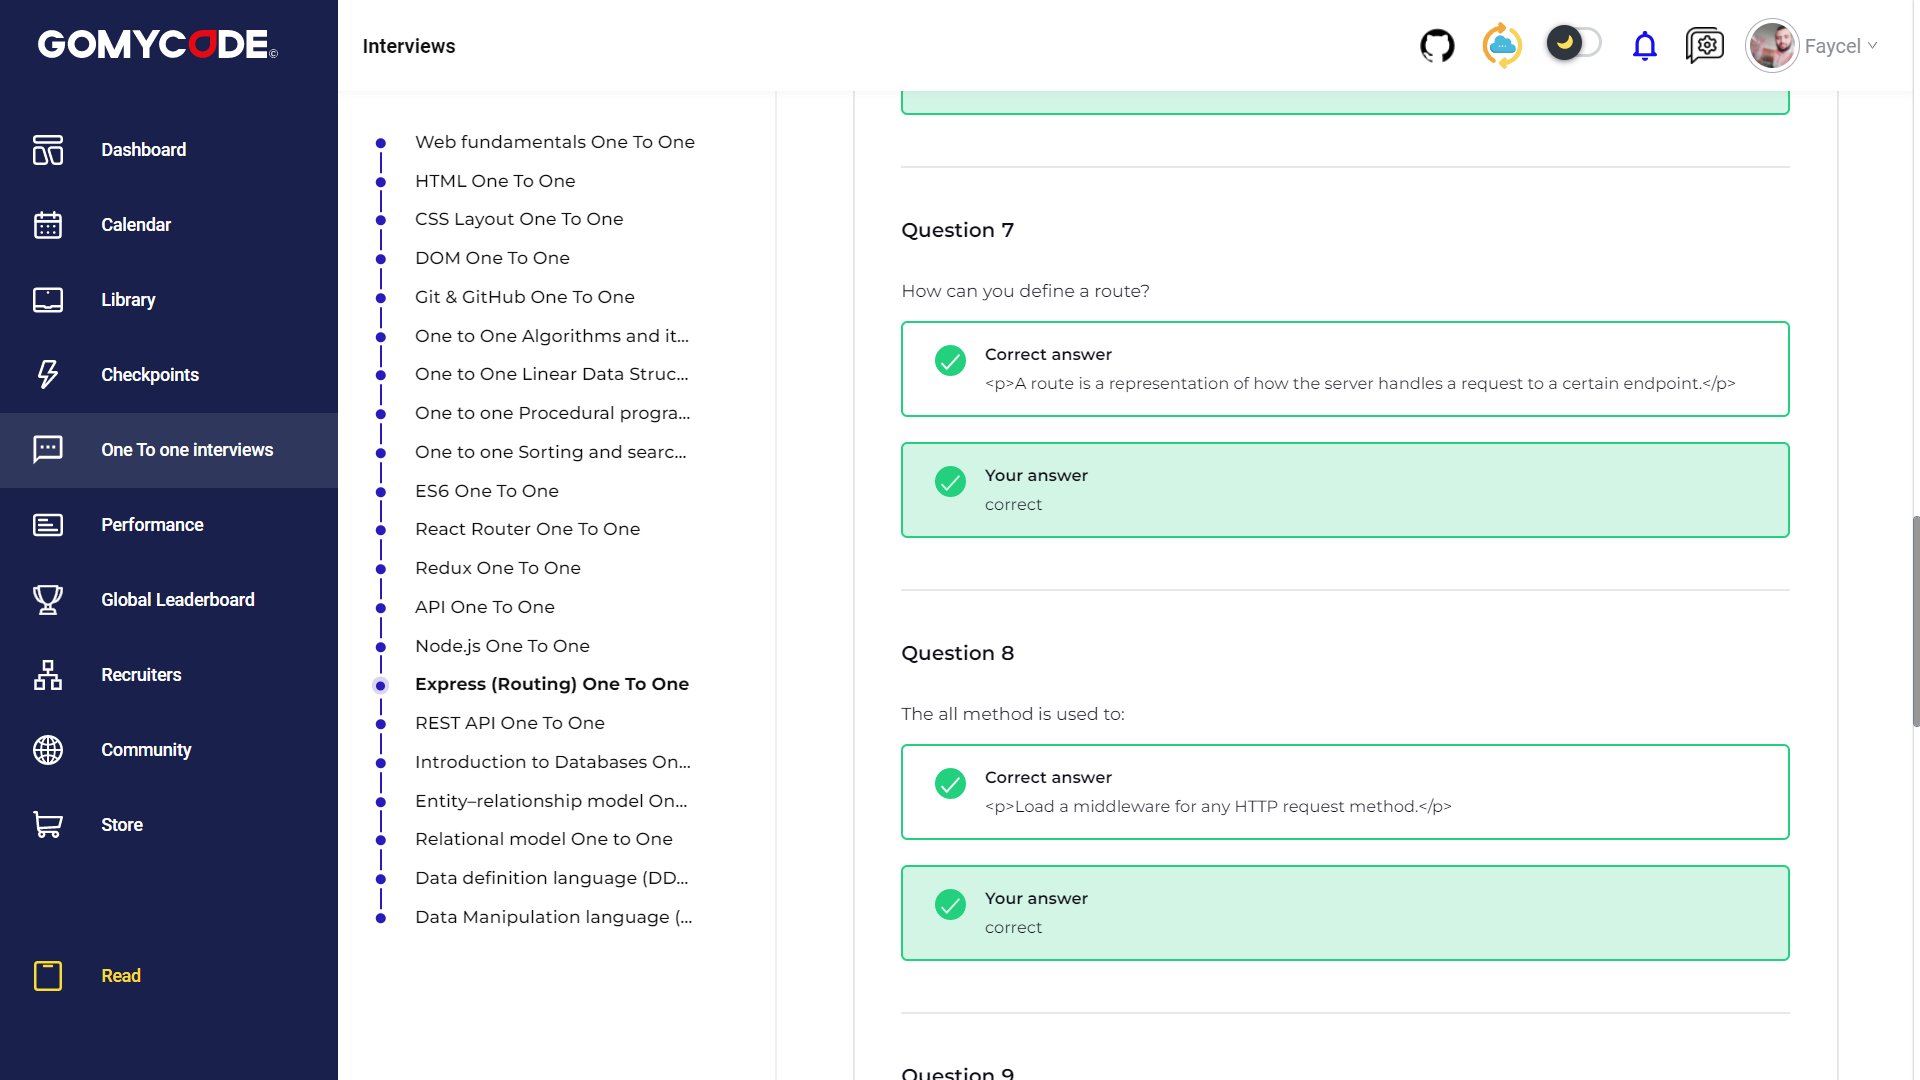 GOMYCODE©
Dashboard
Calendar
Library
Checkpoints
One To one interviews
Performance
Global Leaderboard
Recruiters
Community
Store
Read
Interviews
Faycel
Web fundamentals One To One
HTML One To One
CSS Layout One To One
DOM One To One
Git & GitHub One To One
One to One Algorithms and it...
One to One Linear Data Struc...
One to one Procedural progra...
One to one Sorting and searc...
ES6 One To One
React Router One To One
Redux One To One
API One To One
Node.js One To One
Express (Routing) One To One
REST API One To One
Introduction to Databases On...
Entity–relationship model On...
Relational model One to One
Data definition language (DD...
Data Manipulation language (...
Question 7
How can you define a route?
Correct answer
<p>A route is a representation of how the server handles a request to a certain endpoint.</p>
Your answer
correct
Question 8
The all method is used to:
Correct answer
<p>Load a middleware for any HTTP request method.</p>
Your answer
correct
Question 9